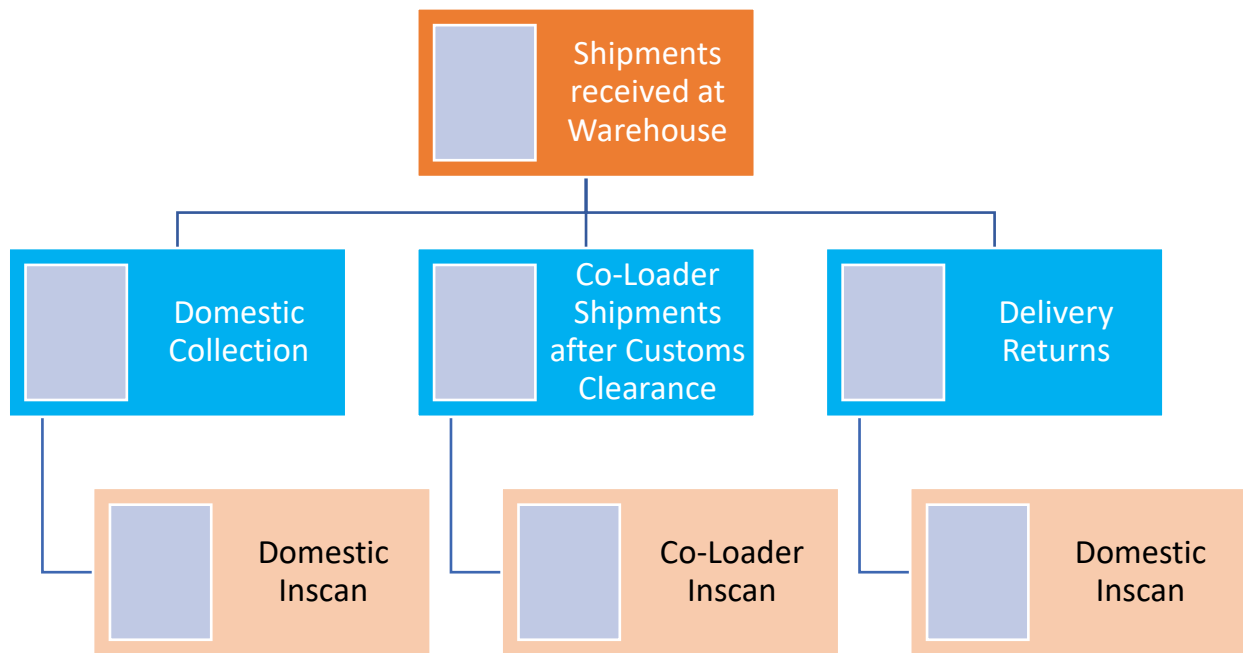 Shipments
received at
Warehouse
Domestic
Collection
Co-Loader
Shipments
after Customs
Clearance
Delivery
Returns
Domestic
Inscan
Co-Loader
Inscan
Domestic
Inscan